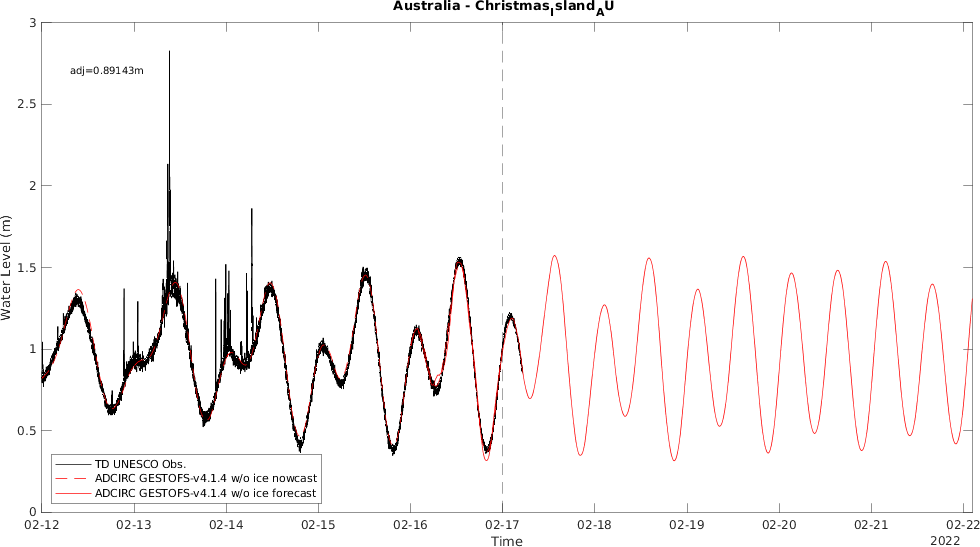 Australia - Christmas_Island_AU
3
adj=0.89143m
2.5
2
1.5
Water Level (m)
1
0.5
TD UNESCO Obs.
ADCIRC GESTOFS-v4.1.4 w/o ice nowcast
ADCIRC GESTOFS-v4.1.4 w/o ice forecast
0
02-12 02-13 02-14 02-15 02-16 02-17 02-18 02-19 02-20 02-21 02-22
Time 2022